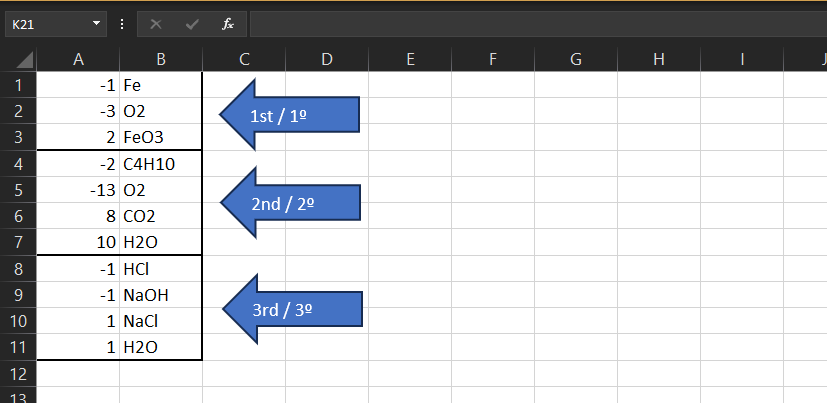 K21
fx
A B C D E F G H I J
1 -1 Fe
2 -3 O2
3 2 FeO3
4 -2 C4H10
5 -13 O2
6 8 CO2
7 10 H2O
8 -1 HCl
9 -1 NaOH
10 1 NaCl
11 1 H2O
12
13
1st / 1º
2nd / 2º
3rd / 3º